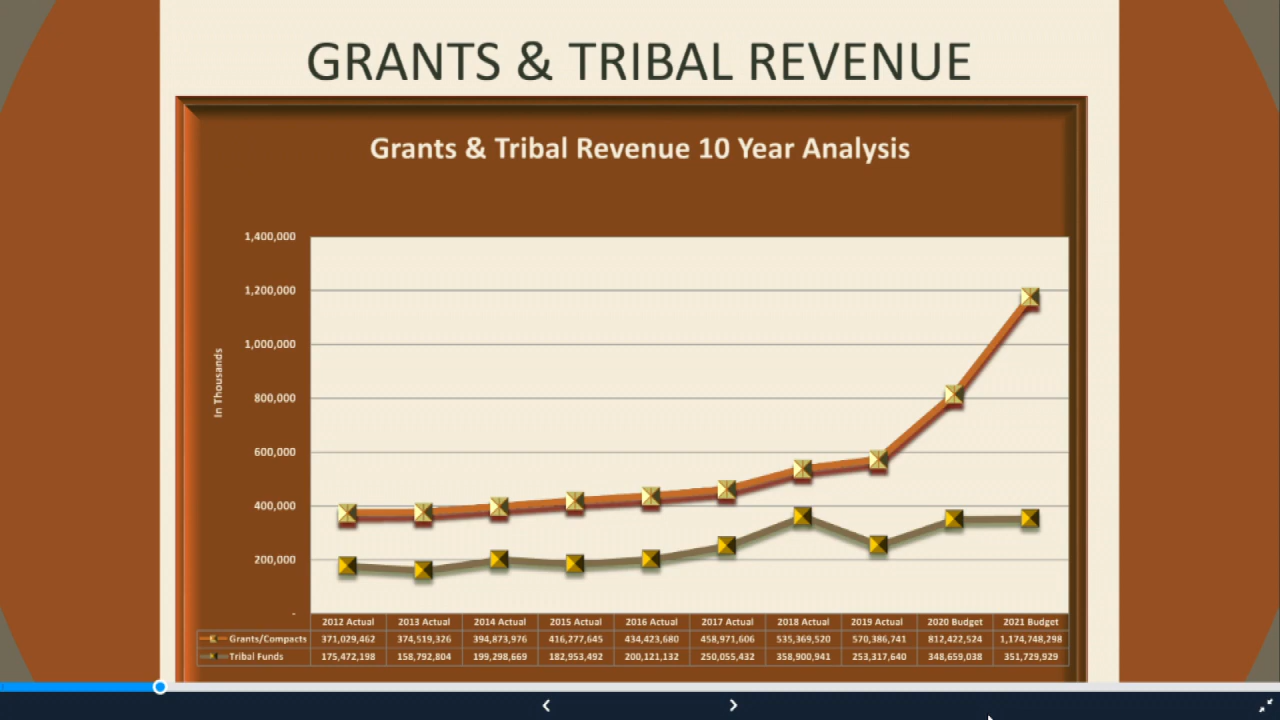 GRANTS & TRIBAL REVENUE
Grants & Tribal Revenue 10 Year Analysis
1,400,000
1,200,000
1,000,000
800,000
600,000
400,000
200,000
-
In Thousands
2012 Actual 2013 Actual 2014 Actual 2015 Actual 2016 Actual 2017 Actual 2018 Actual 2019 Actual 2020 Budget 2021 Budget
Grants/Compacts 371,029,462 374,519,326 394,873,976 416,277,645 434,423,680 458,971,606 535,369,520 570,386,741 812,422,524 1,174,748,298
Tribal Funds 175,472,198 158,792,804 199,298,669 182,953,492 200,121,132 250,055,432 358,900,941 253,317,640 348,659,038 351,729,929